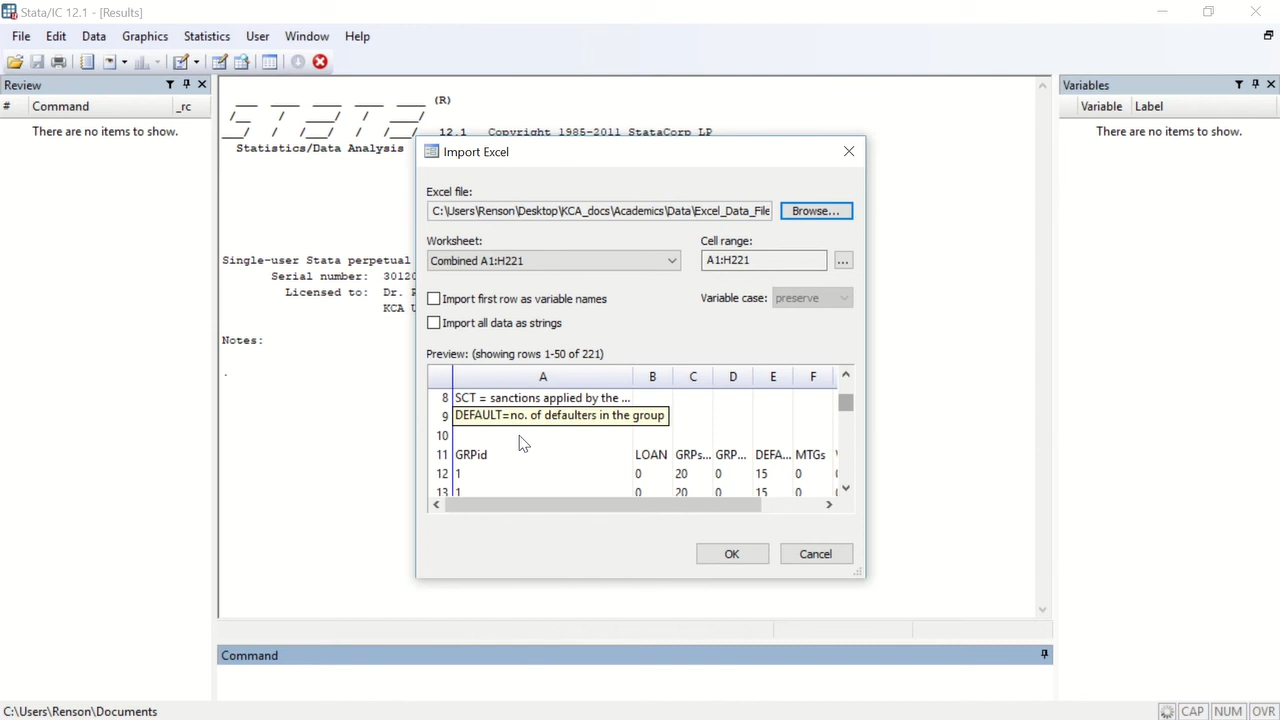 Stata/IC 12.1 - [Results]
File Edit Data Graphics Statistics User Window Help
Review
# Command _rc
There are no items to show.
(R)
12.1 Copyright 1985-2011 StataCorp LP
Statistics/Data Analysis
Single-user Stata perpetual
Serial number: 3012
Licensed to: Dr.
KCA
Notes:
.
Import Excel
Excel file:
C:\Users\Renson\Desktop\KCA_docs\Academics\Data\Excel_Data_File
Browse...
Worksheet: Cell range:
Combined A1:H221 A1:H221 ...
Import first row as variable names Variable case: preserve
Import all data as strings
Preview: (showing rows 1-50 of 221)
A B C D E F
8 SCT = sanctions applied by the ...
9 DEFAULT=no. of defaulters in the group
10
11 GRPid LOAN GRPs... GRP... DEFA... MTGs
12 1 0 20 0 15 0
13 1 0 20 0 15 0
OK Cancel
Variables
Variable Label
There are no items to show.
Command
C:\Users\Renson\Documents
CAP NUM OVR